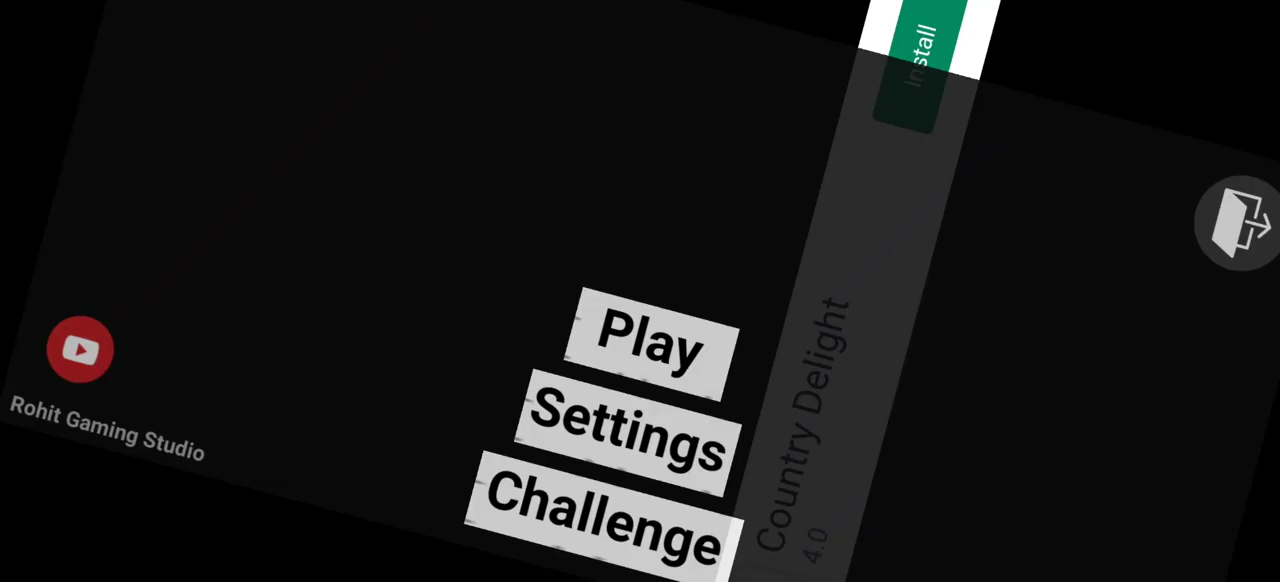 Install
Play
Settings
Challenge
Country Delight
4.0
Rohit Gaming Studio